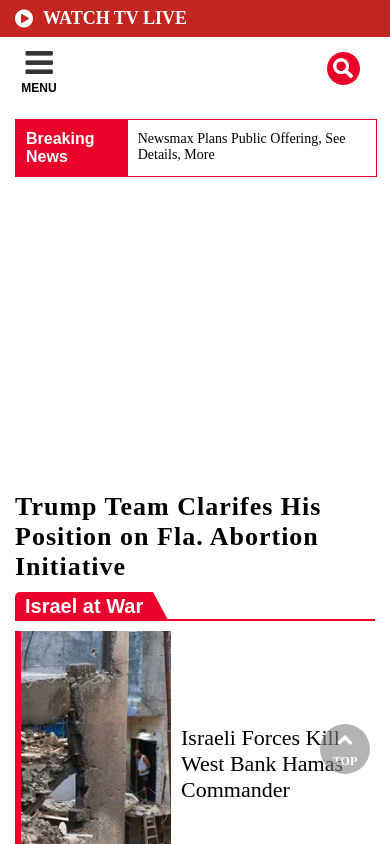 WATCH TV LIVE
MENU
Breaking
News
Newsmax Plans Public Offering, See
Details, More
Trump Team Clarifes His
Position on Fla. Abortion
Initiative
Israel at War
Israeli Forces Kill
West Bank Hamas
Commander
TOP